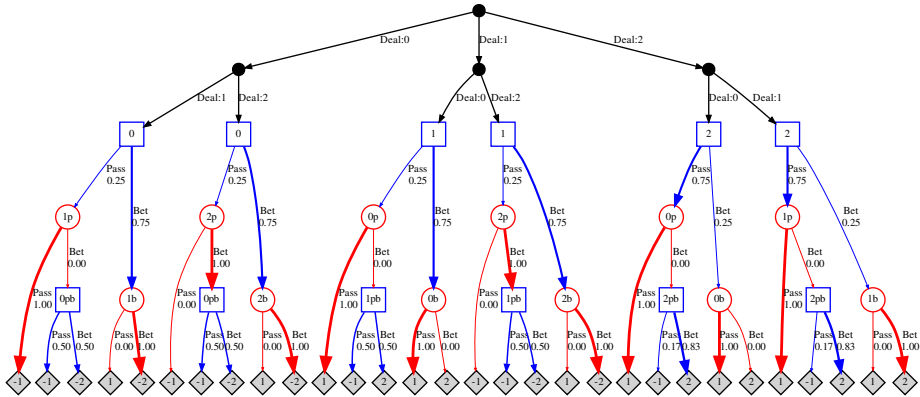 Deal:0
Deal:1
Deal:2
Deal:1
Deal:2
Deal:0
Deal:2
Deal:0
Deal:1
0
0
1
1
2
2
Pass
0.25
Bet
0.75
Pass
0.25
Bet
0.75
Pass
0.25
Bet
0.75
Pass
0.25
Bet
0.75
Pass
0.75
Bet
0.25
Pass
0.75
Bet
0.25
1p
2p
0p
2p
0p
1p
Bet
0.00
Bet
1.00
Bet
0.00
Bet
1.00
Bet
0.00
Bet
0.00
0pb
1b
0pb
2b
1pb
0b
1pb
2b
2pb
0b
2pb
1b
Pass
1.00
Pass
0.50
Bet
0.50
Pass
0.00
Bet
1.00
Pass
0.00
Pass
0.50
Bet
0.50
Pass
0.00
Bet
1.00
Pass
1.00
Pass
0.50
Bet
0.50
Pass
1.00
Bet
0.00
Pass
0.00
Pass
0.50
Bet
0.50
Pass
0.00
Bet
1.00
Pass
1.00
Pass
0.17
Bet
0.83
Pass
1.00
Bet
0.00
Pass
1.00
Pass
0.17
Bet
0.83
Pass
0.00
Bet
1.00
-1
-1
-2
1
-2
-1
-1
-2
1
-2
1
-1
2
1
2
-1
-1
-2
1
-2
1
-1
2
1
2
1
-1
2
1
2